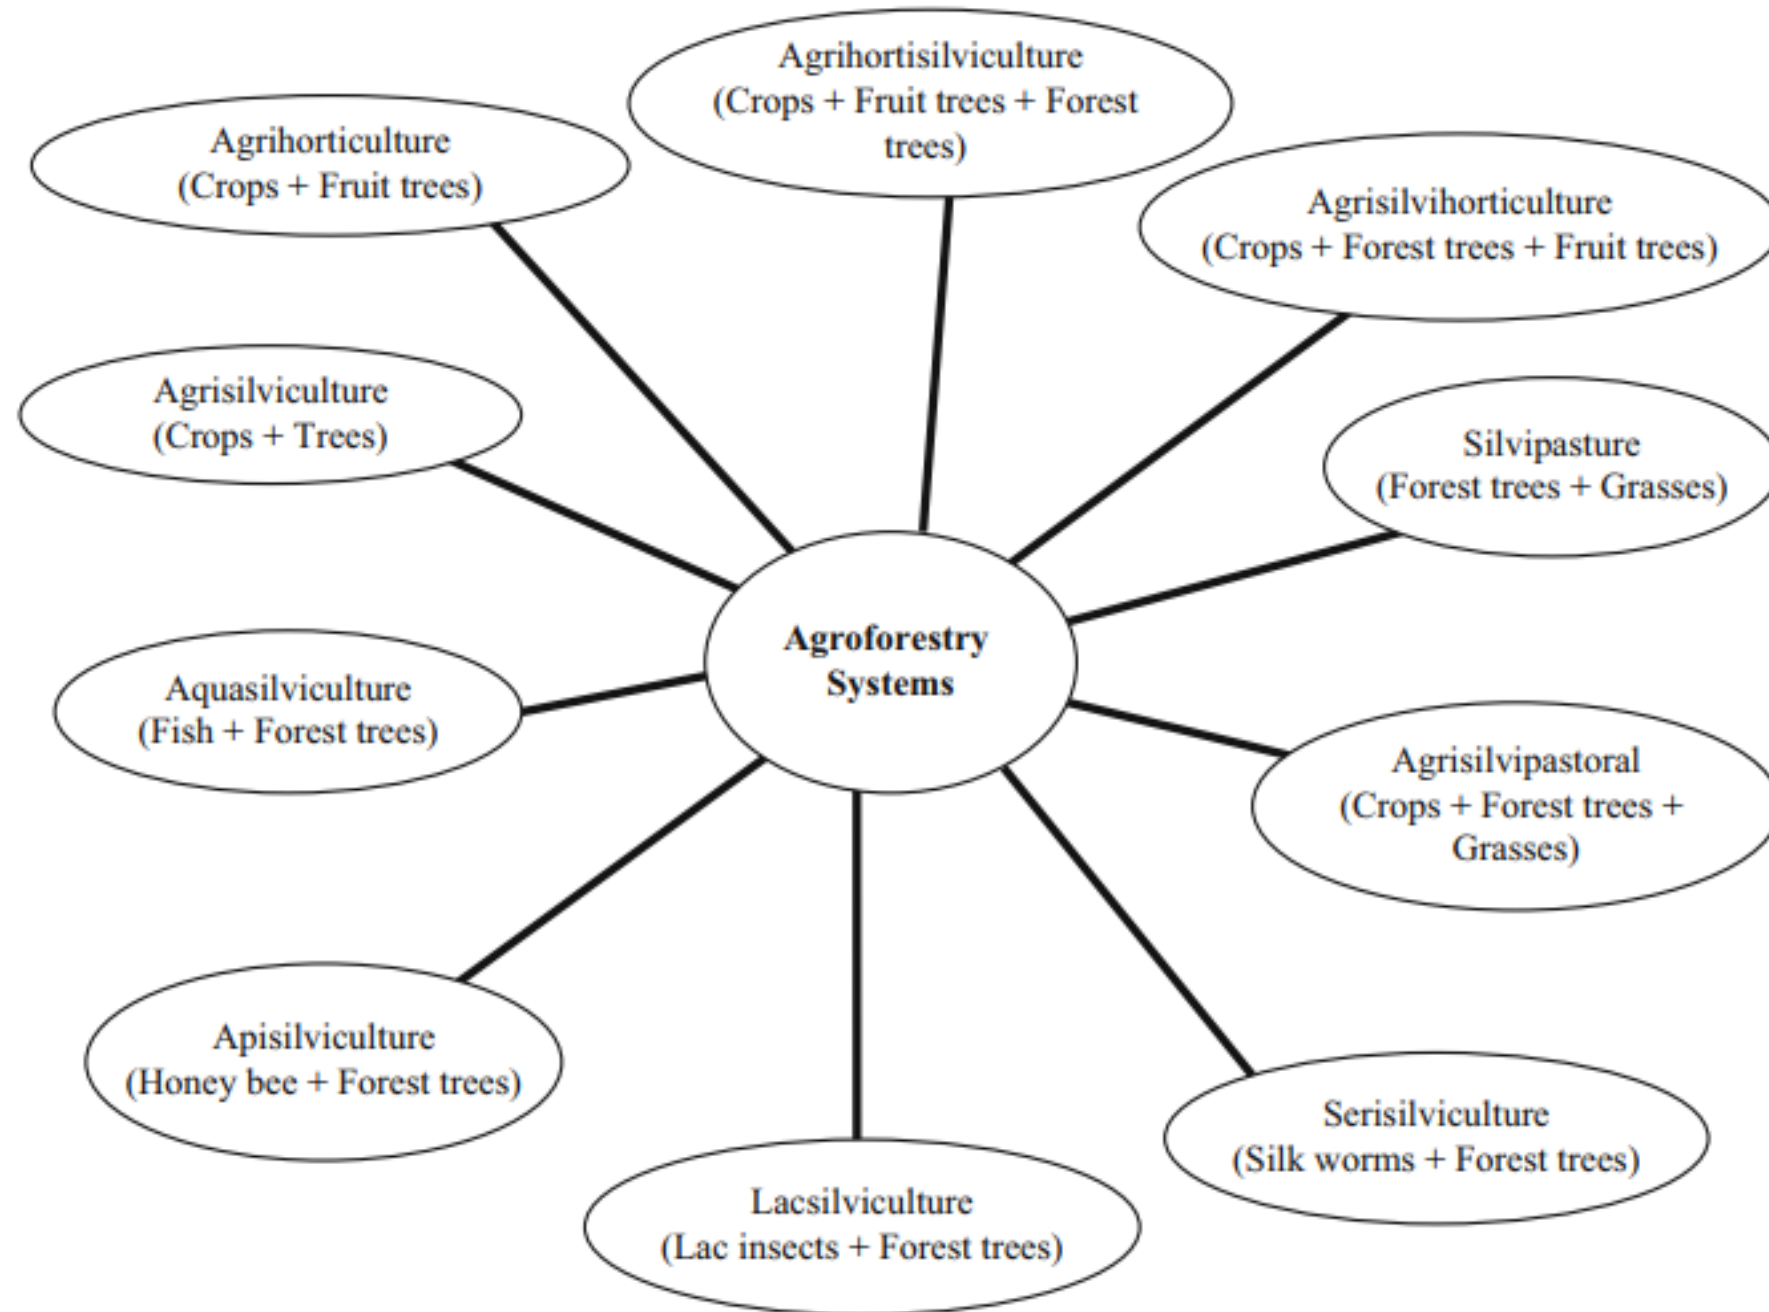 Agrihortisilviculture
(Crops + Fruit trees + Forest
trees)
Agrihorticulture
(Crops + Fruit trees)
Agrisilvihorticulture
(Crops + Forest trees + Fruit trees)
Agrisilviculture
(Crops + Trees)
Silvipasture
(Forest trees + Grasses)
Agroforestry
Systems
Aquasilviculture
(Fish + Forest trees)
Agrisilvipastoral
(Crops + Forest trees +
Grasses)
Apisilviculture
(Honey bee + Forest trees)
Serisilviculture
(Silk worms + Forest trees)
Lacsilviculture
(Lac insects + Forest trees)